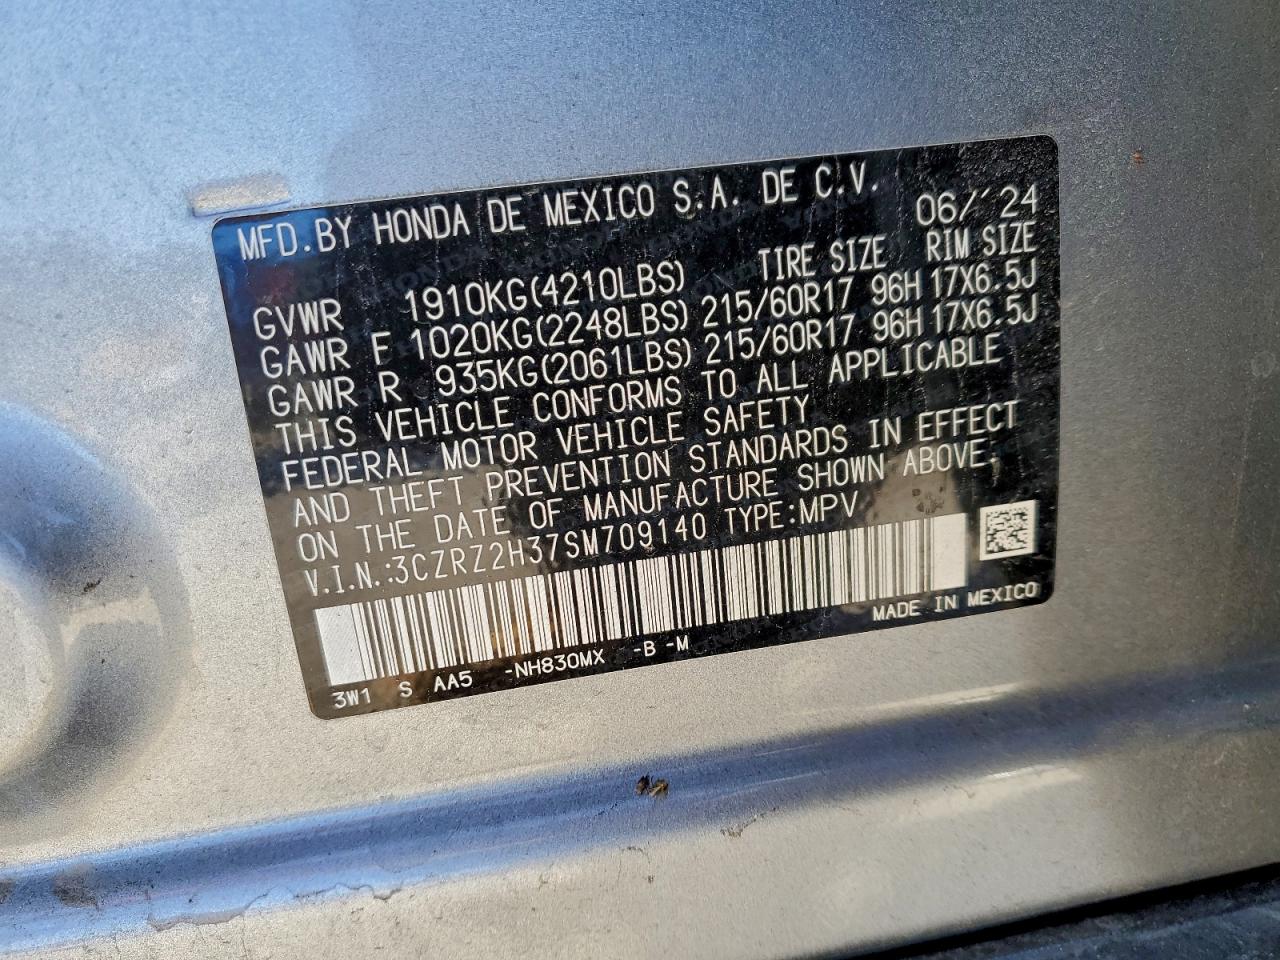 MFD.BY HONDA DE MEXICO S.A. DE C.V. 06/'24
TIRE SIZE RIM SIZE
GVWR 1910KG(4210LBS)
GAWR F 1020KG(2248LBS) 215/60R17 96H 17X6.5J
GAWR R 935KG(2061LBS) 215/60R17 96H 17X6.5J
THIS VEHICLE CONFORMS TO ALL APPLICABLE
FEDERAL MOTOR VEHICLE SAFETY
AND THEFT PREVENTION STANDARDS IN EFFECT
ON THE DATE OF MANUFACTURE SHOWN ABOVE.
V.I.N.:3CZRZ2H37SM709140 TYPE:MPV
MADE IN MEXICO
3W1 S AA5 -NH830MX -B -M